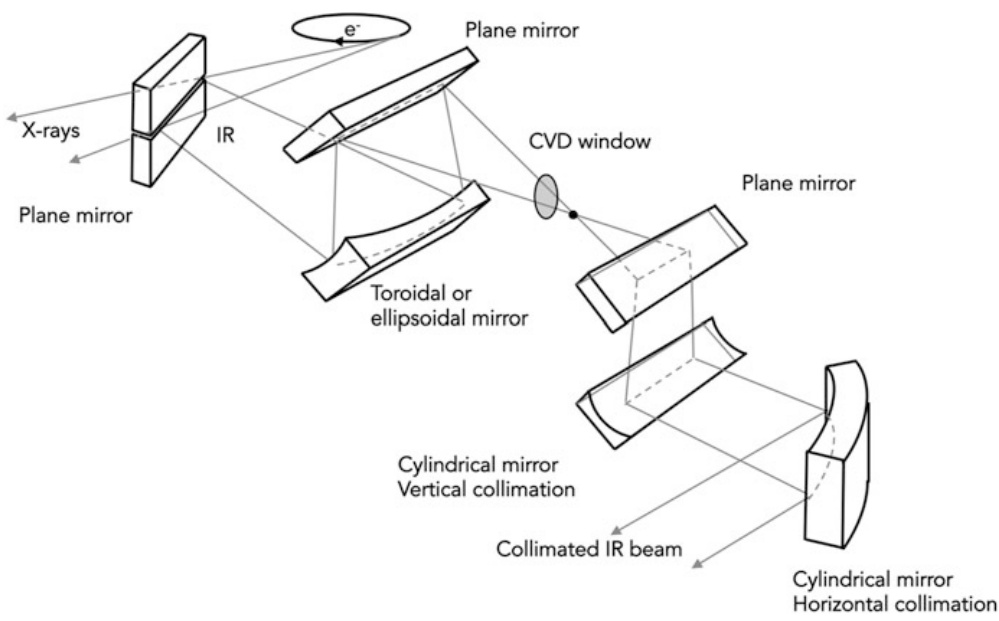 e-
Plane mirror
X-rays
IR
CVD window
Plane mirror
Plane mirror
Toroidal or
ellipsoidal mirror
Cylindrical mirror
Vertical collimation
Collimated IR beam
Cylindrical mirror
Horizontal collimation